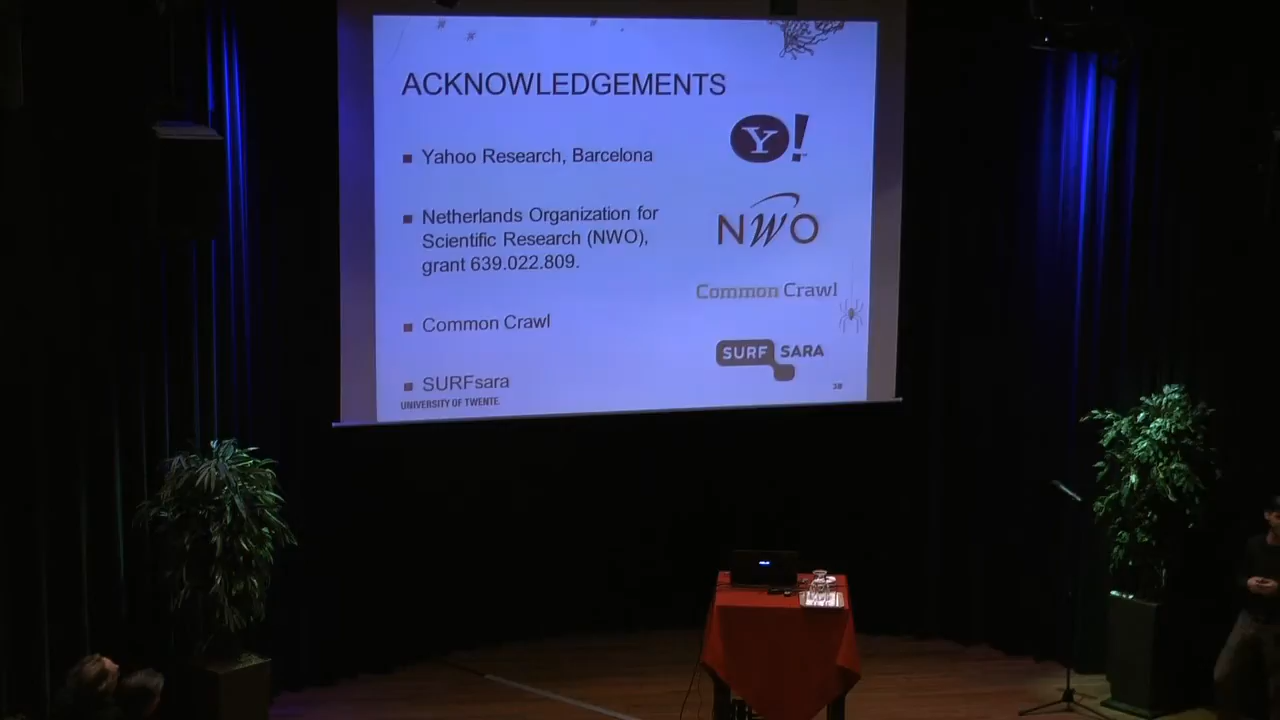 ACKNOWLEDGEMENTS
Yahoo Research, Barcelona
Y!
Netherlands Organization for
Scientific Research (NWO),
grant 639.022.809.
NWO
Common Crawl
Common Crawl
SURF SARA
SURFsara
UNIVERSITY OF TWENTE.
38